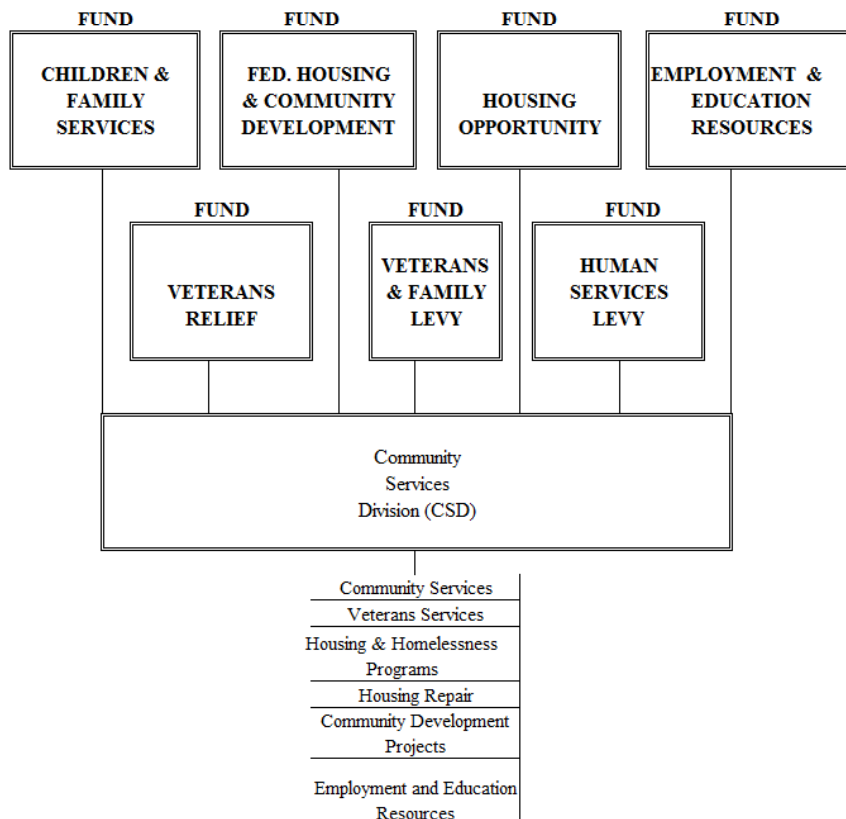 FUND FUND FUND FUND
CHILDREN &
FAMILY
SERVICES
FED. HOUSING
& COMMUNITY
DEVELOPMENT
HOUSING
OPPORTUNITY
EMPLOYMENT &
EDUCATION
RESOURCES
FUND FUND FUND
VETERANS
RELIEF
VETERANS
& FAMILY
LEVY
HUMAN
SERVICES
LEVY
Community
Services
Division (CSD)
Community Services
Veterans Services
Housing & Homelessness
Programs
Housing Repair
Community Development
Projects
Employment and Education
Resources